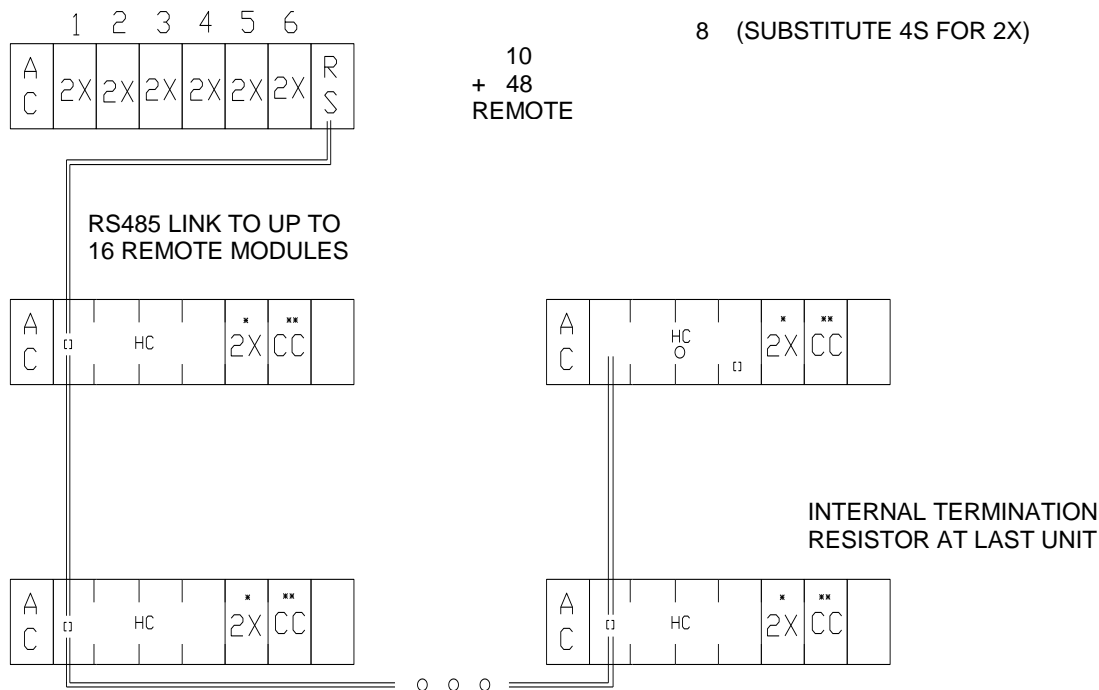 1 2 3 4 5 6
AC 2X 2X 2X 2X 2X 2X RS
10
+ 48
REMOTE
8 (SUBSTITUTE 4S FOR 2X)
RS485 LINK TO UP TO
16 REMOTE MODULES
AC HC * 2X ** CC
AC HC * 2X ** CC
INTERNAL TERMINATION
RESISTOR AT LAST UNIT
AC HC * 2X ** CC
AC HC * 2X ** CC